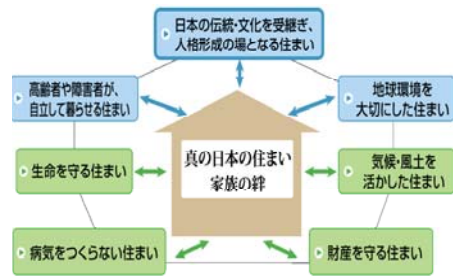 日本の伝統・文化を受継ぎ、
人格形成の場となる住まい
高齢者や障害者が、
自立して暮らせる住まい
地球環境を
大切にした住まい
真の日本の住まい
家族の絆
生命を守る住まい
気候・風土を
活かした住まい
病気をつくらない住まい
財産を守る住まい